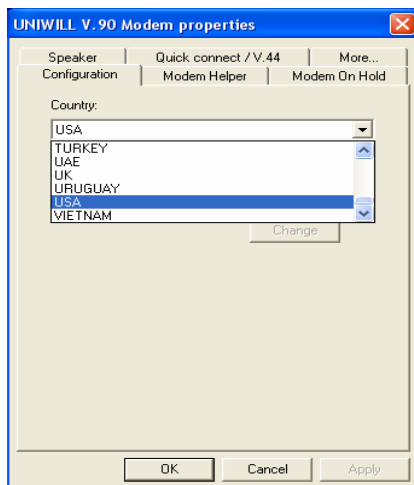 UNIWILL V.90 Modem properties
Speaker Quick connect / V.44 More...
Configuration Modem Helper Modem On Hold
Country:
USA
TURKEY
UAE
UK
URUGUAY
USA
VIETNAM
Change
OK Cancel Apply